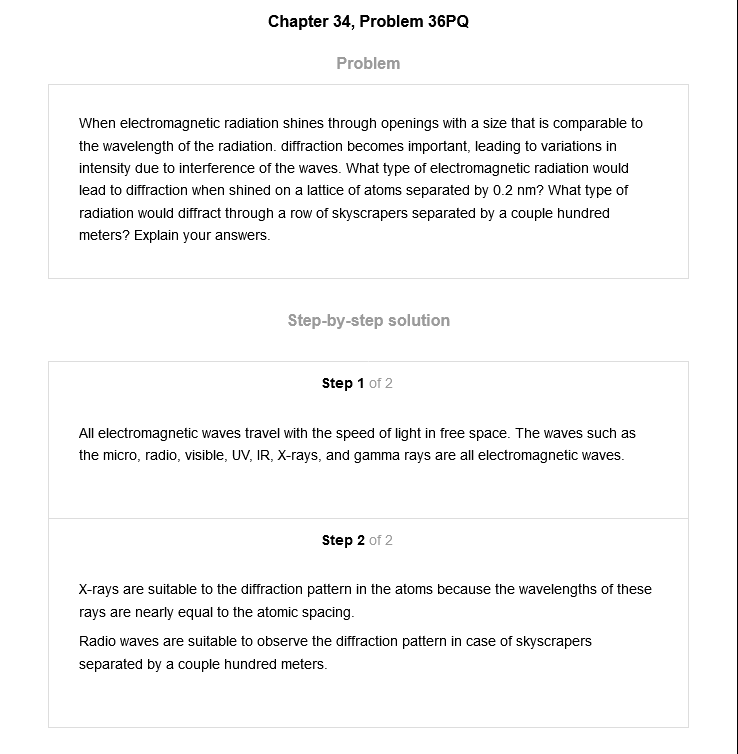 Chapter 34, Problem 36PQ
Problem
When electromagnetic radiation shines through openings with a size that is comparable to
the wavelength of the radiation. diffraction becomes important, leading to variations in
intensity due to interference of the waves. What type of electromagnetic radiation would
lead to diffraction when shined on a lattice of atoms separated by 0.2 nm? What type of
radiation would diffract through a row of skyscrapers separated by a couple hundred
meters? Explain your answers.
Step-by-step solution
Step 1 of 2
All electromagnetic waves travel with the speed of light in free space. The waves such as
the micro, radio, visible, UV, IR, X-rays, and gamma rays are all electromagnetic waves.
Step 2 of 2
X-rays are suitable to the diffraction pattern in the atoms because the wavelengths of these
rays are nearly equal to the atomic spacing.
Radio waves are suitable to observe the diffraction pattern in case of skyscrapers
separated by a couple hundred meters.